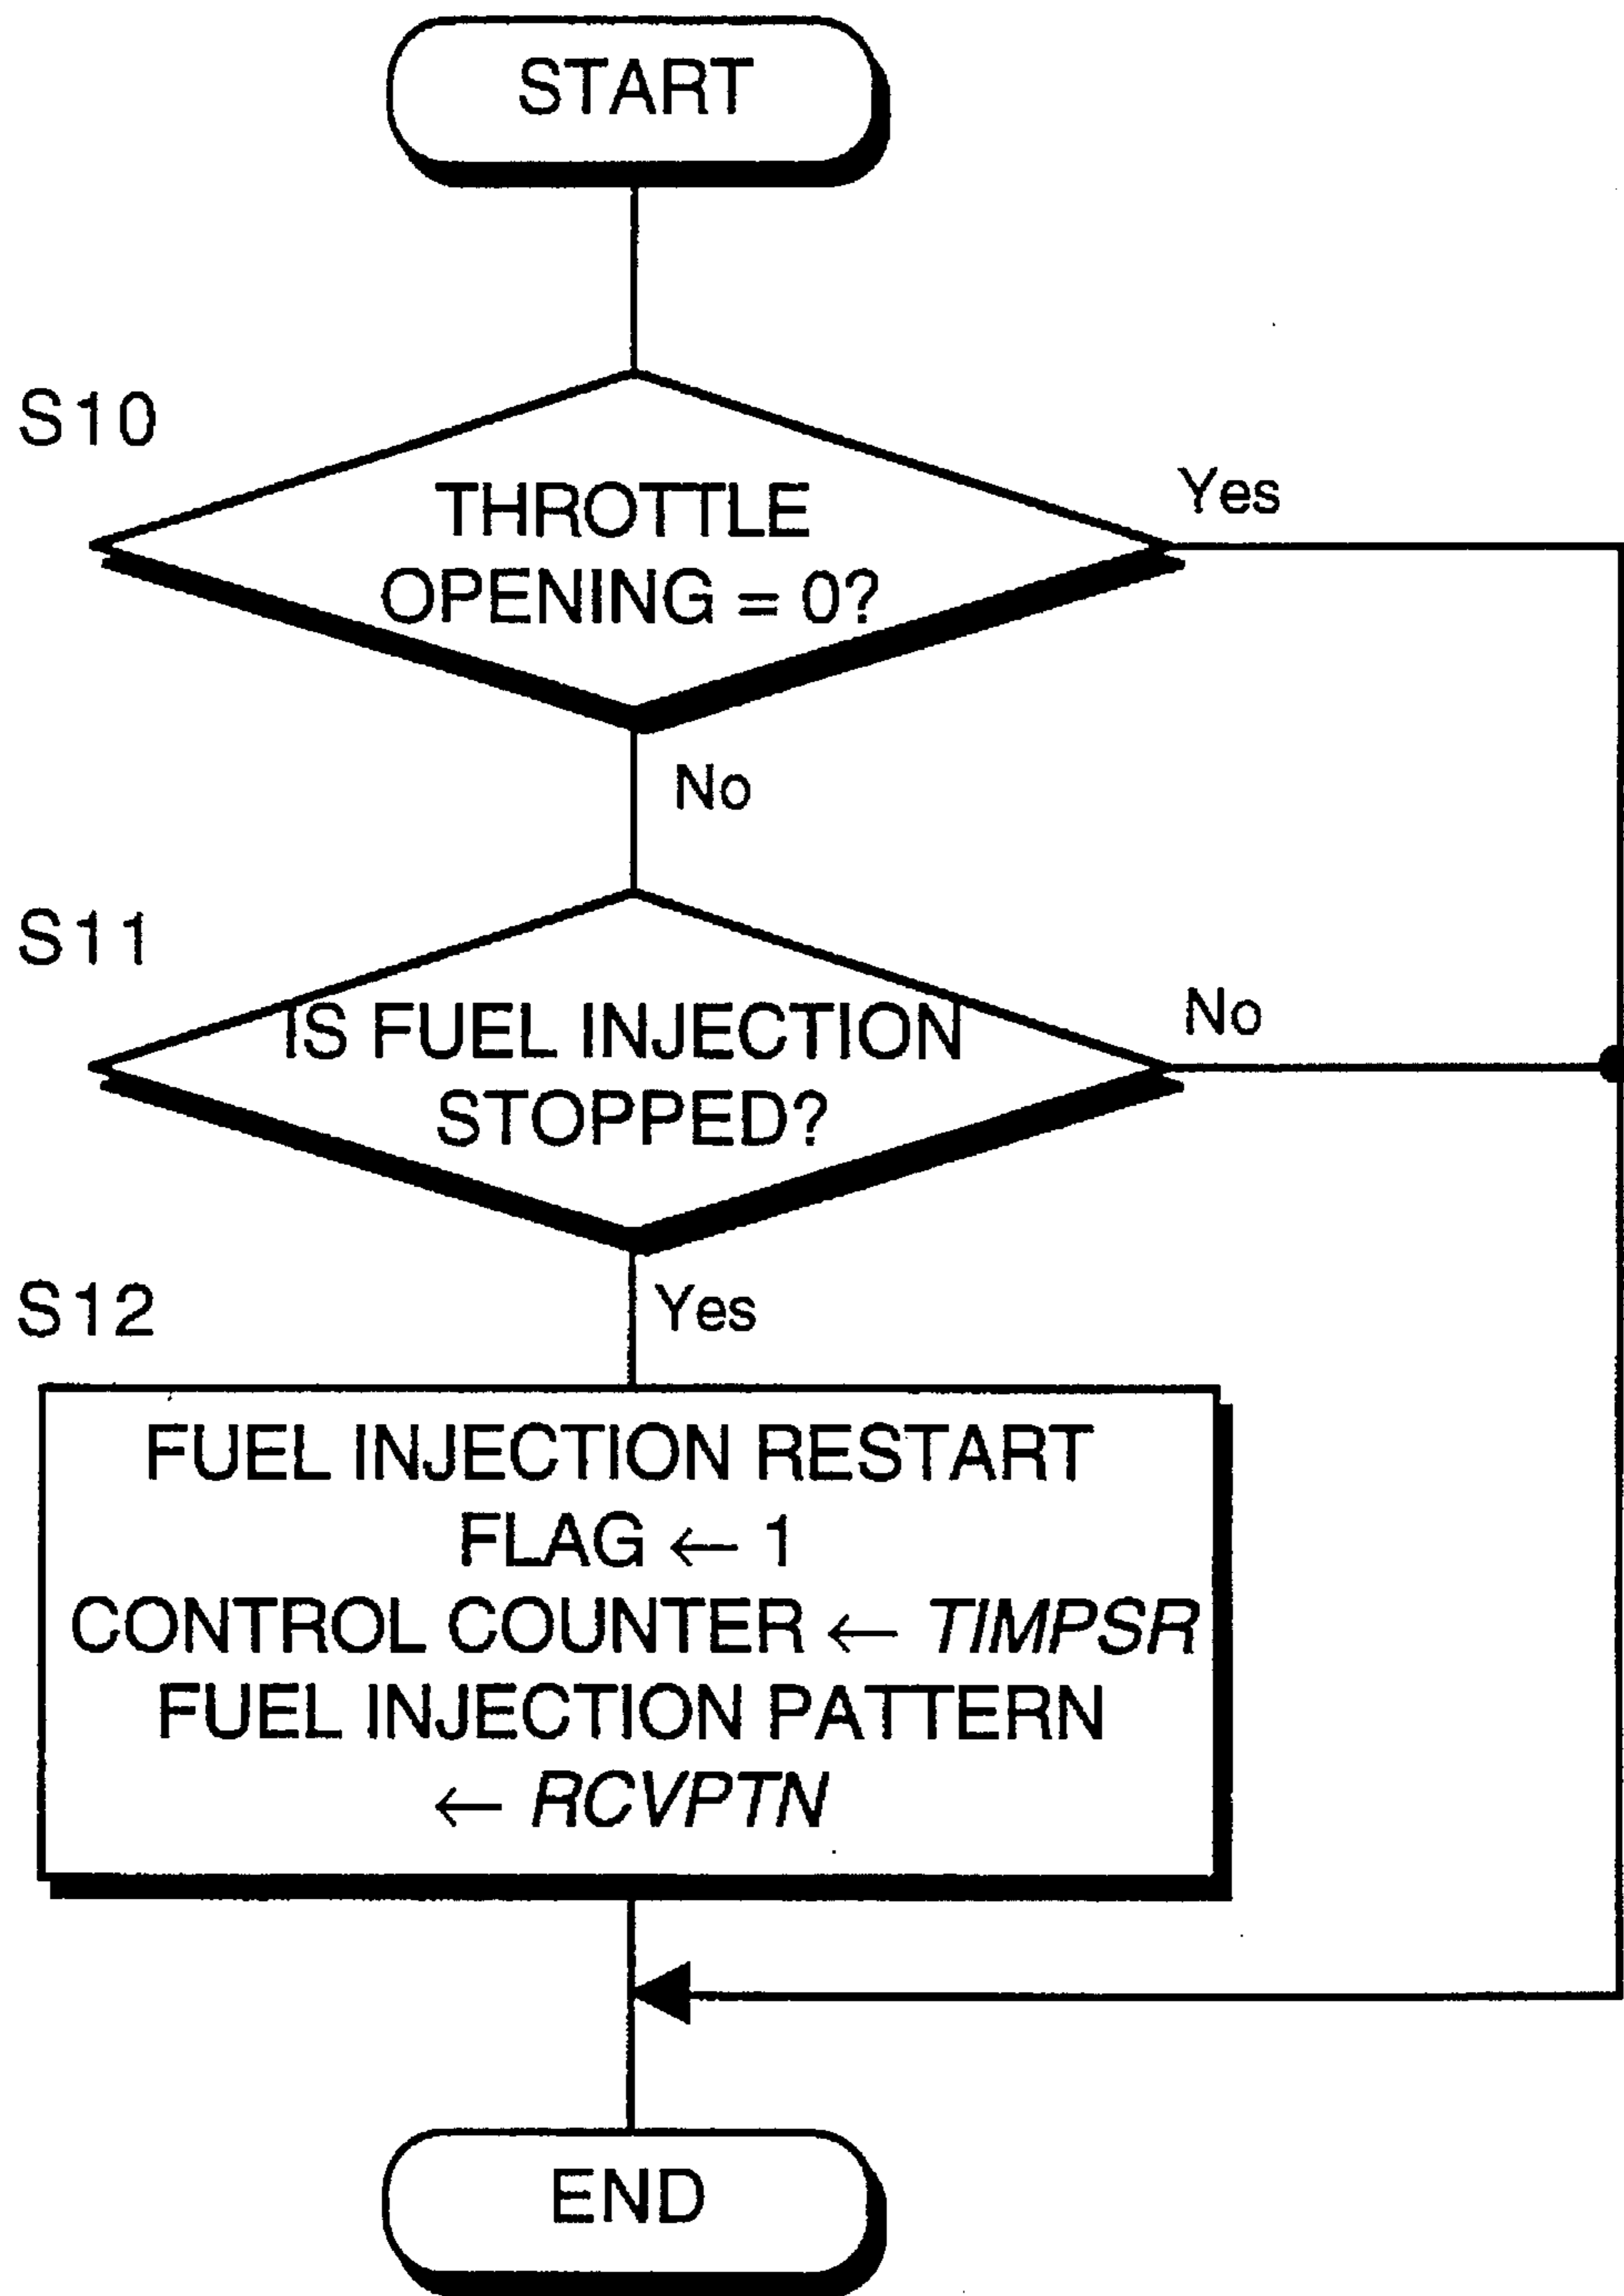 START
S10
THROTTLE
OPENING = 0?
Yes
No
S11
IS FUEL INJECTION
STOPPED?
No
Yes
S12
FUEL INJECTION RESTART
FLAG ← 1
CONTROL COUNTER ← TIMPSR
FUEL INJECTION PATTERN
← RCVPTN
END